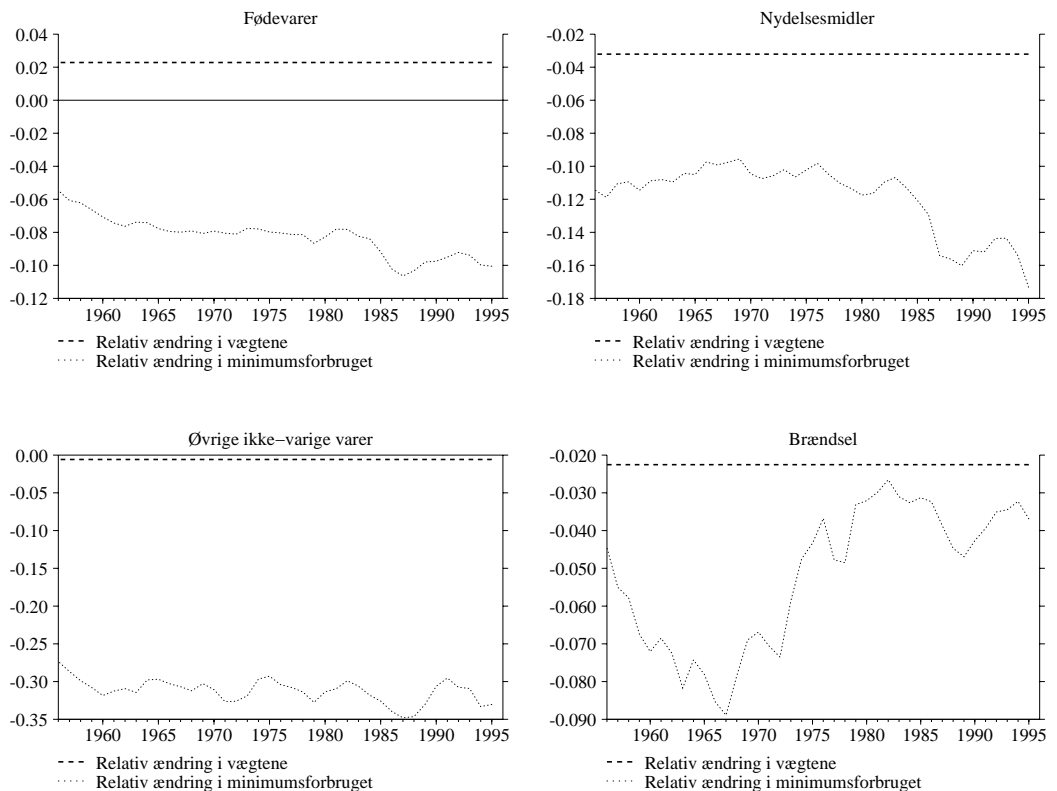 Fødevarer
0.04
0.02
0.00
-0.02
-0.04
-0.06
-0.08
-0.10
-0.12
1960 1965 1970 1975 1980 1985 1990 1995
Relativ ændring i vægtene
Relativ ændring i minimumsforbruget
Nydelsesmidler
-0.02
-0.04
-0.06
-0.08
-0.10
-0.12
-0.14
-0.16
-0.18
1960 1965 1970 1975 1980 1985 1990 1995
Relativ ændring i vægtene
Relativ ændring i minimumsforbruget
Øvrige ikke−varige varer
0.00
-0.05
-0.10
-0.15
-0.20
-0.25
-0.30
-0.35
1960 1965 1970 1975 1980 1985 1990 1995
Relativ ændring i vægtene
Relativ ændring i minimumsforbruget
Brændsel
-0.020
-0.030
-0.040
-0.050
-0.060
-0.070
-0.080
-0.090
1960 1965 1970 1975 1980 1985 1990 1995
Relativ ændring i vægtene
Relativ ændring i minimumsforbruget